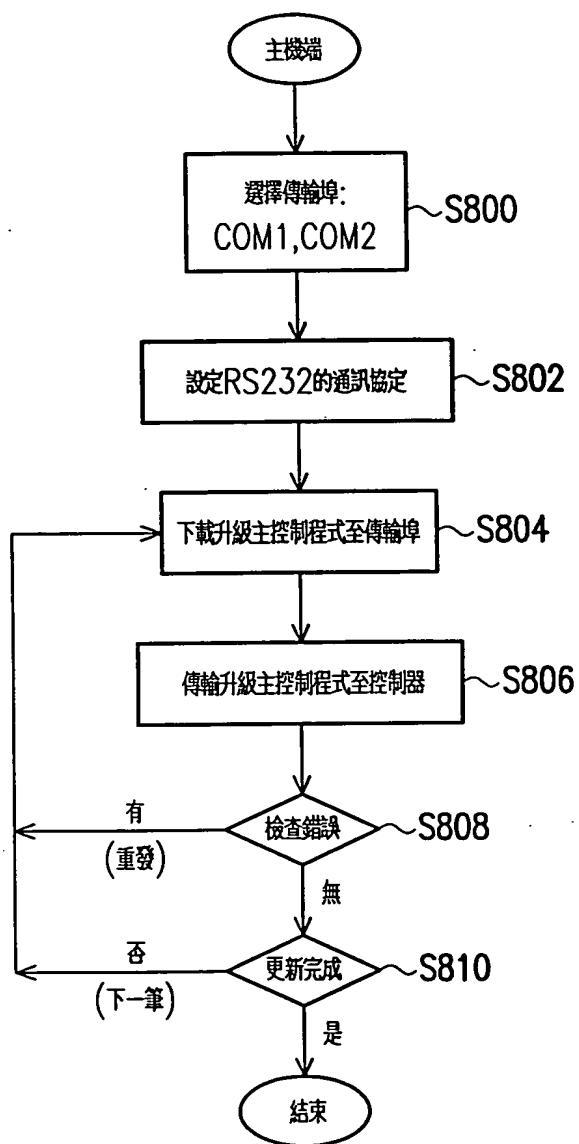 主機端
選擇傳輸埠:
COM1,COM2
S800
設定RS232的通訊協定
S802
下載升級主控制程式至傳輸埠
S804
傳輸升級主控制程式至控制器
S806
有
(重發)
檢查錯誤
S808
無
否
(下一筆)
更新完成
S810
是
結束